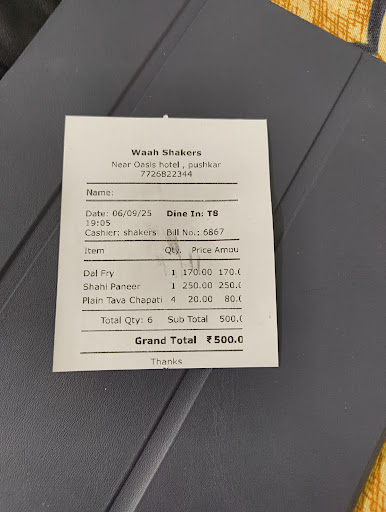 Waah Shakers
Near Oasis hotel , pushkar
7726822344
Name:
Date: 06/09/25 Dine In: T8
19:05
Cashier: shakers Bill No.: 6867
Item Qty. Price Amou
Dal Fry 1 170.00 170.0
Shahi Paneer 1 250.00 250.0
Plain Tava Chapati 4 20.00 80.0
Total Qty: 6 Sub Total 500.0
Grand Total ₹500.0
Thanks